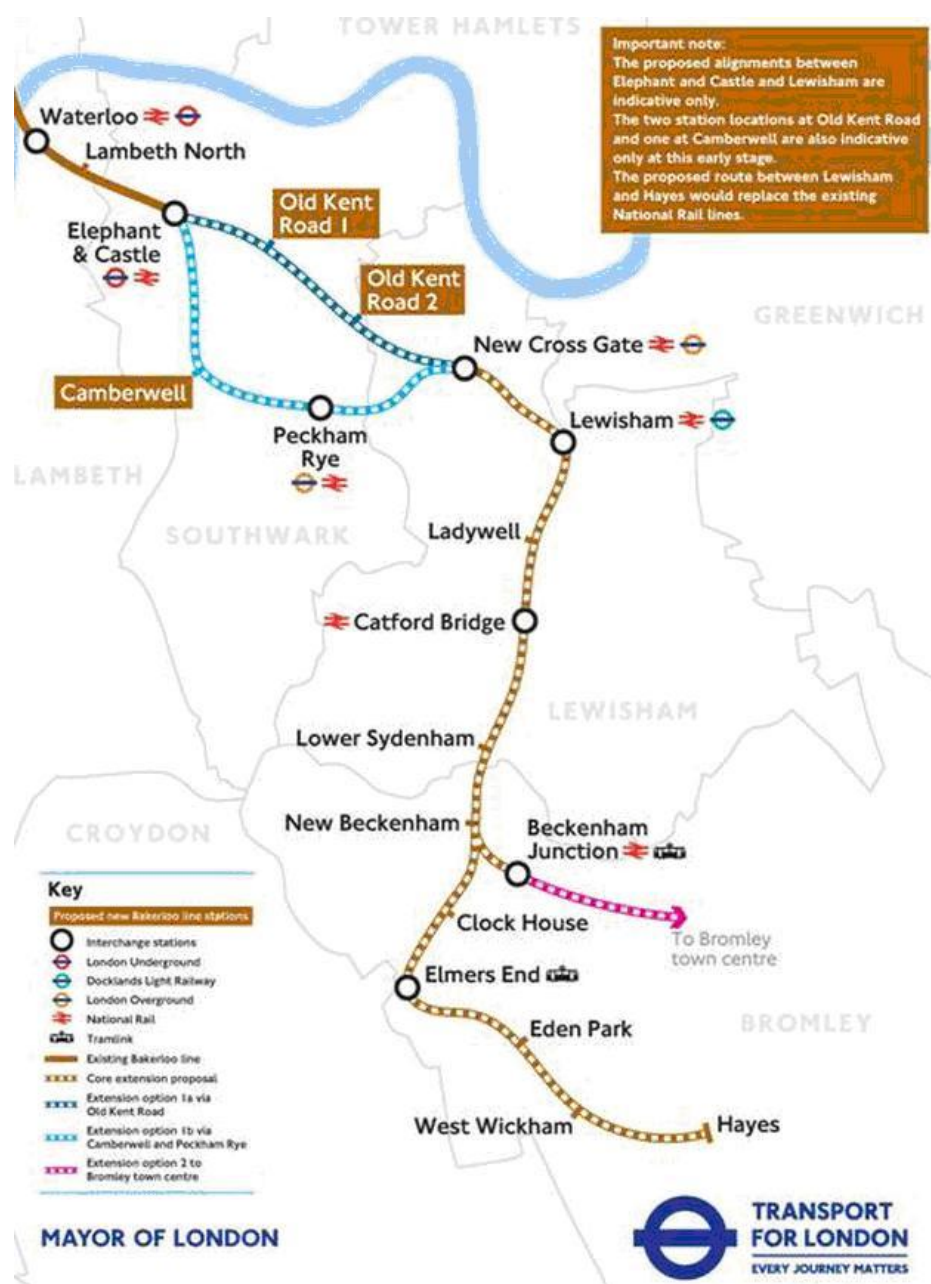 TOWER HAMLETS
Important note:
The proposed alignments between
Elephant and Castle and Lewisham are
indicative only.
The two station locations at Old Kent Road
and one at Camberwell are also indicative
only at this early stage.
The proposed route between Lewisham
and Hayes would replace the existing
National Rail lines.
Waterloo
Lambeth North
Elephant
& Castle
Old Kent
Road 1
Old Kent
Road 2
GREENWICH
New Cross Gate
Camberwell
Peckham
Rye
Lewisham
LAMBETH
SOUTHWARK
Ladywell
Catford Bridge
LEWISHAM
Lower Sydenham
CROYDON
New Beckenham
Beckenham
Junction
To Bromley
town centre
Clock House
Elmers End
Eden Park
BROMLEY
West Wickham
Hayes
Key
Proposed new Bakerloo line stations
Interchange stations
London Underground
Docklands Light Railway
London Overground
National Rail
Tramlink
Existing Bakerloo line
Core extension proposal
Extension option 1a via
Old Kent Road
Extension option 1b via
Camberwell and Peckham Rye
Extension option 2 to
Bromley town centre
MAYOR OF LONDON
TRANSPORT
FOR LONDON
EVERY JOURNEY MATTERS